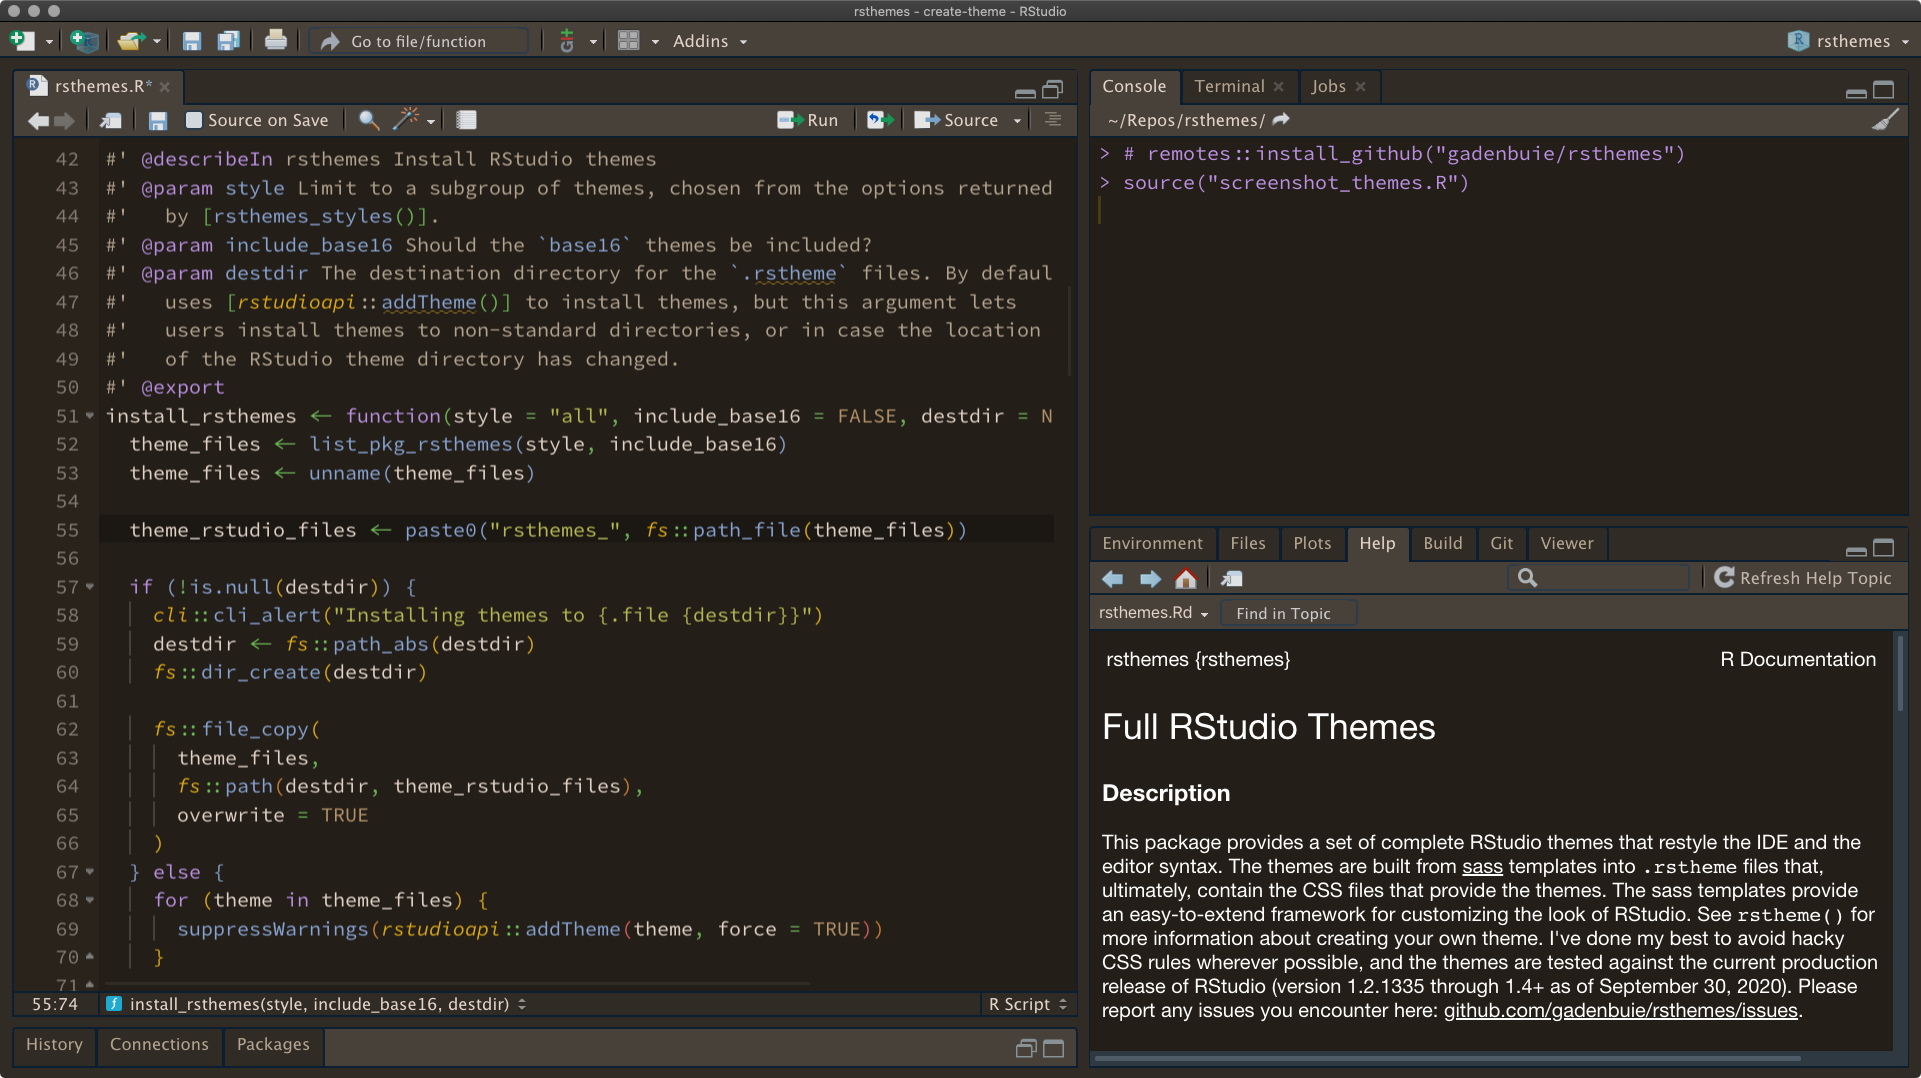 rsthemes - create-theme - RStudio
Go to file/function
Addins
rsthemes
rsthemes.R*
Source on Save
Run
Source
42 #' @describeIn rsthemes Install RStudio themes
43 #' @param style Limit to a subgroup of themes, chosen from the options returned
44 #'   by [rsthemes_styles()].
45 #' @param include_base16 Should the `base16` themes be included?
46 #' @param destdir The destination directory for the `.rstheme` files. By defaul
47 #'   uses [rstudioapi::addTheme()] to install themes, but this argument lets
48 #'   users install themes to non-standard directories, or in case the location
49 #'   of the RStudio theme directory has changed.
50 #' @export
51 install_rsthemes <- function(style = "all", include_base16 = FALSE, destdir = N
52   theme_files <- list_pkg_rsthemes(style, include_base16)
53   theme_files <- unname(theme_files)
54
55   theme_rstudio_files <- paste0("rsthemes_", fs::path_file(theme_files))
56
57   if (!is.null(destdir)) {
58     cli::cli_alert("Installing themes to {.file {destdir}}")
59     destdir <- fs::path_abs(destdir)
60     fs::dir_create(destdir)
61
62     fs::file_copy(
63       theme_files,
64       fs::path(destdir, theme_rstudio_files),
65       overwrite = TRUE
66     )
67   } else {
68     for (theme in theme_files) {
69       suppressWarnings(rstudioapi::addTheme(theme, force = TRUE))
70     }
71
55:74 install_rsthemes(style, include_base16, destdir) R Script
History Connections Packages
Console Terminal Jobs
~/Repos/rsthemes/
> # remotes::install_github("gadenbuie/rsthemes")
> source("screenshot_themes.R")
Environment Files Plots Help Build Git Viewer
Refresh Help Topic
rsthemes.Rd Find in Topic
rsthemes {rsthemes} R Documentation
Full RStudio Themes
Description
This package provides a set of complete RStudio themes that restyle the IDE and the
editor syntax. The themes are built from sass templates into .rstheme files that,
ultimately, contain the CSS files that provide the themes. The sass templates provide
an easy-to-extend framework for customizing the look of RStudio. See rstheme() for
more information about creating your own theme. I've done my best to avoid hacky
CSS rules wherever possible, and the themes are tested against the current production
release of RStudio (version 1.2.1335 through 1.4+ as of September 30, 2020). Please
report any issues you encounter here: github.com/gadenbuie/rsthemes/issues.